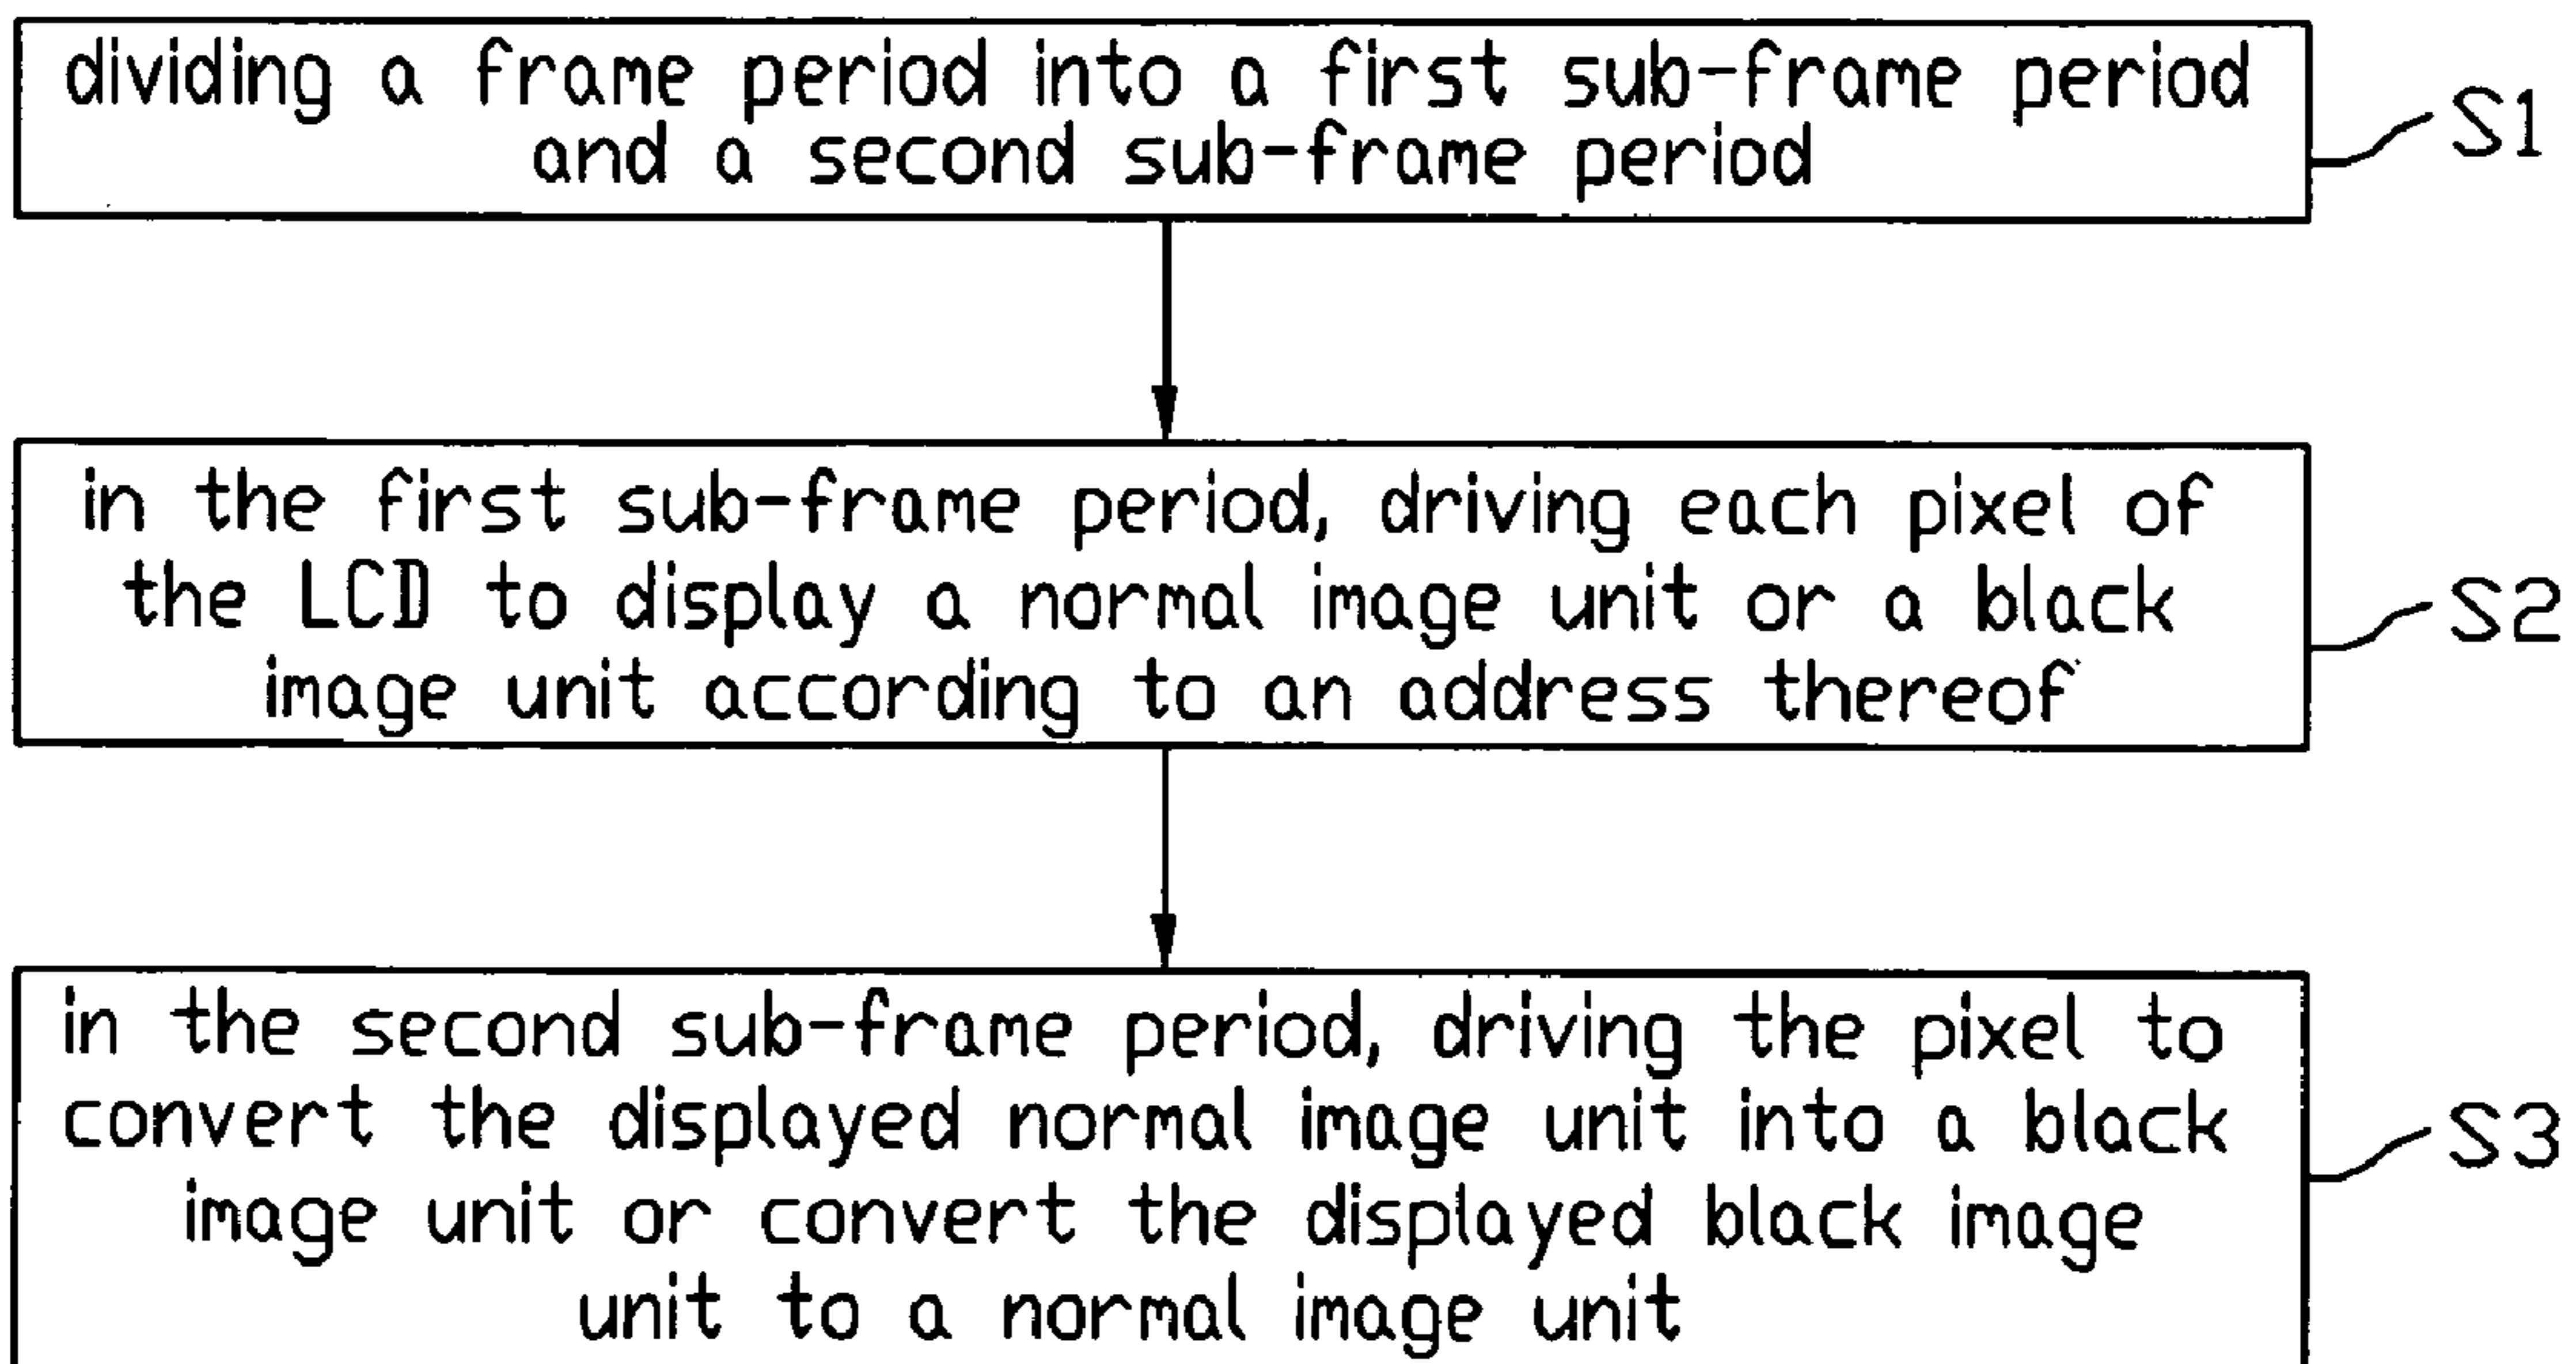 dividing a frame period into a first sub-frame period
and a second sub-frame period
S1
in the first sub-frame period, driving each pixel of
the LCD to display a normal image unit or a black
image unit according to an address thereof
S2
in the second sub-frame period, driving the pixel to
convert the displayed normal image unit into a black
image unit or convert the displayed black image
unit to a normal image unit
S3